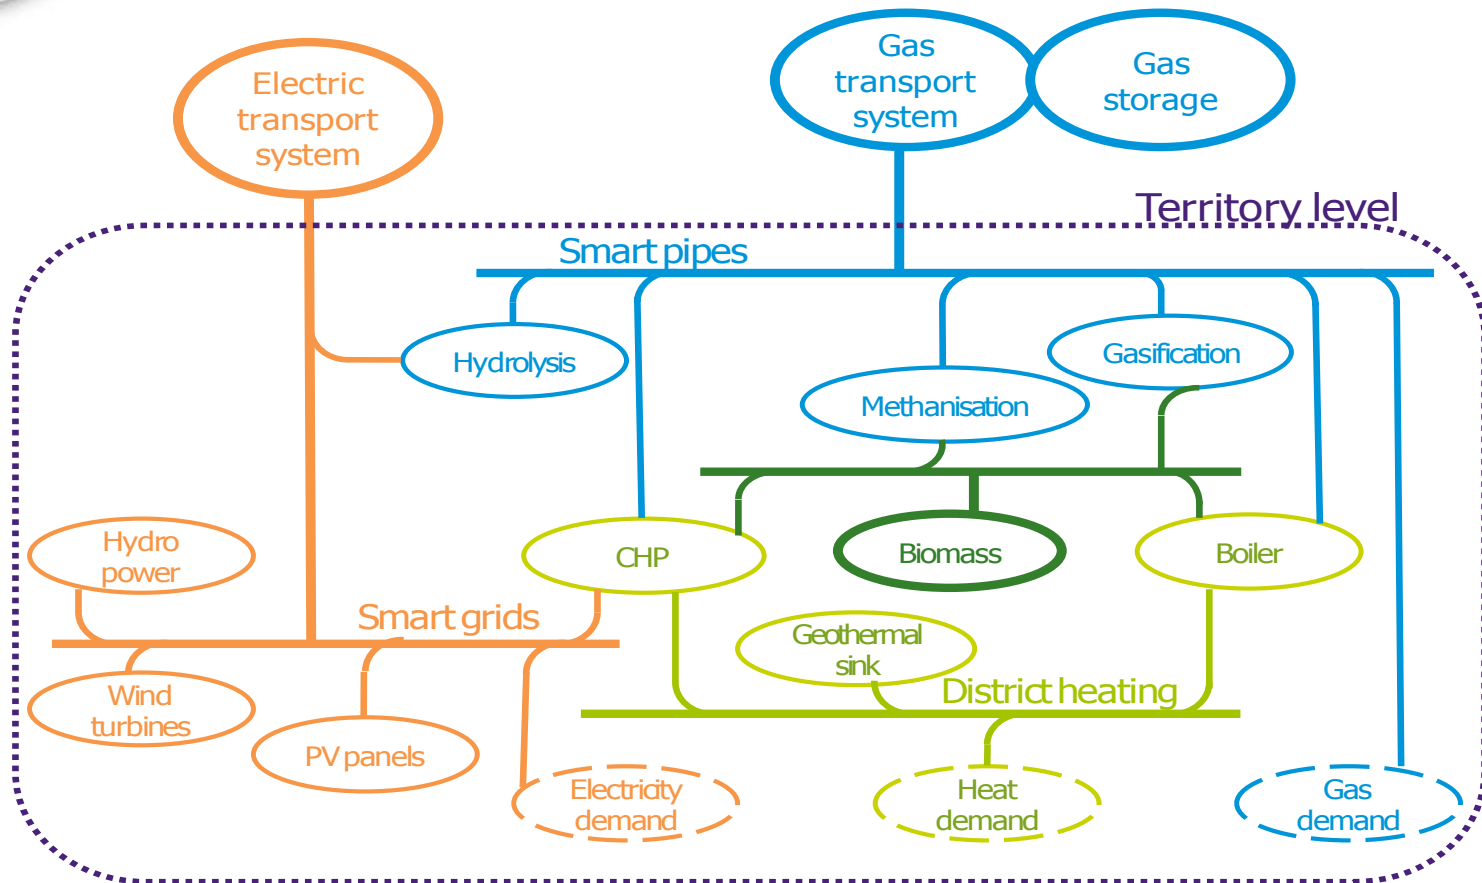 Electric
transport
system
Gas
transport
system
Gas
storage
Territory level
Smart pipes
Hydrolysis
Gasification
Methanisation
Hydro
power
CHP
Biomass
Boiler
Smart grids
Geothermal
sink
Wind
turbines
District heating
PV panels
Electricity
demand
Heat
demand
Gas
demand